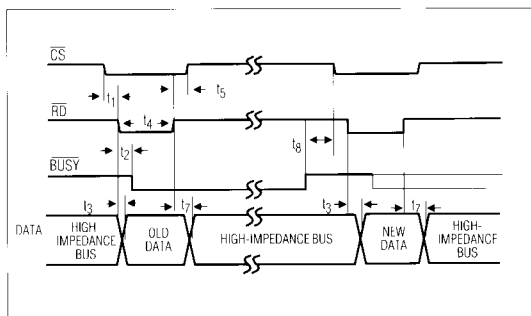 CS
t1
t5
RD
t4
t8
t2
BUSY
t3
t7
t3
t7
DATA
HIGH IMPEDANCE BUS
OLD DATA
HIGH-IMPEDANCE BUS
NEW DATA
HIGH- IMPEDANCF BUS